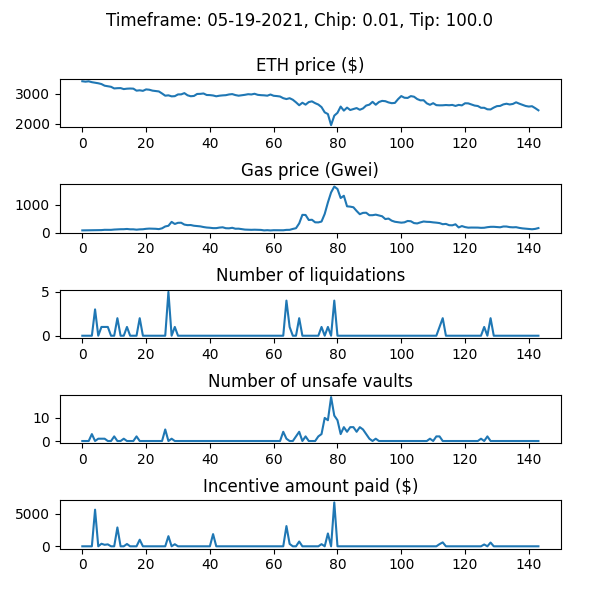 Timeframe: 05-19-2021, Chip: 0.01, Tip: 100.0
ETH price ($)
3000
2000
0 20 40 60 80 100 120 140
Gas price (Gwei)
1000
0
0 20 40 60 80 100 120 140
Number of liquidations
5
0
0 20 40 60 80 100 120 140
Number of unsafe vaults
10
0
0 20 40 60 80 100 120 140
Incentive amount paid ($)
5000
0
0 20 40 60 80 100 120 140